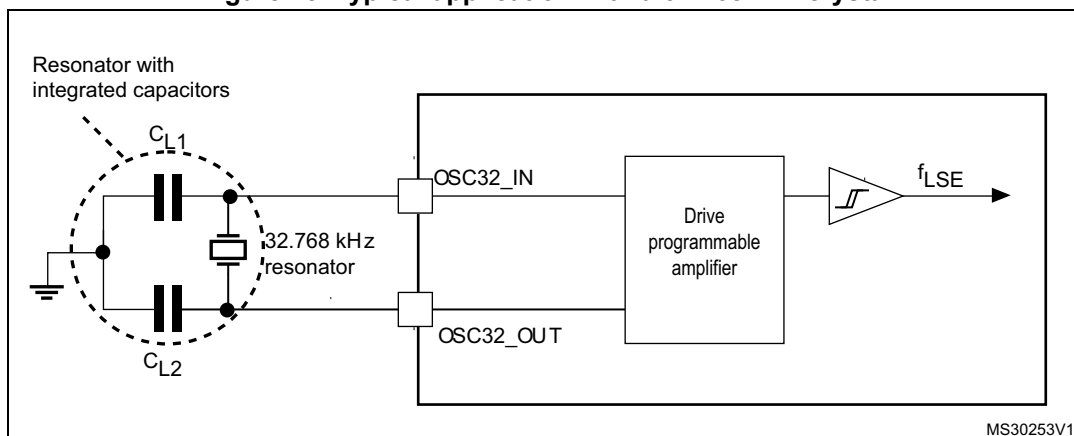 Resonator with
integrated capacitors
CL1
OSC32_IN
fLSE
Drive
programmable
amplifier
32.768 kHz
resonator
OSC32_OUT
CL2
MS30253V1